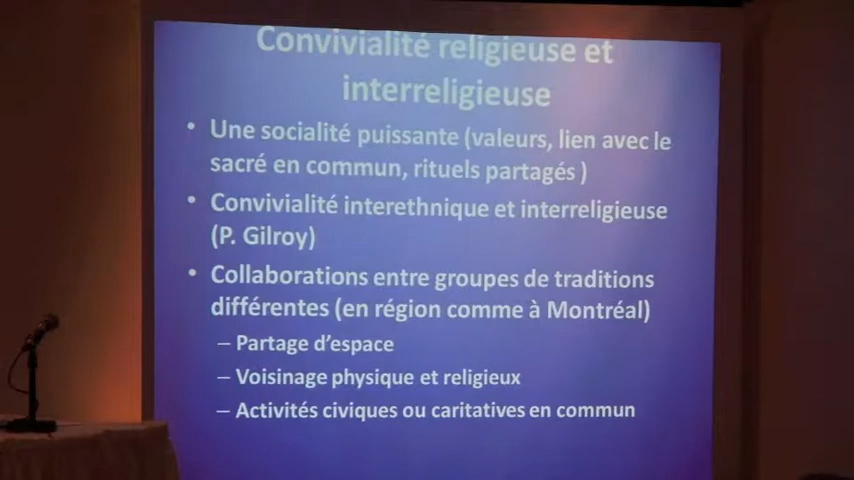 Convivialité religieuse et
interreligieuse
• Une socialité puissante (valeurs, lien avec le
sacré en commun, rituels partagés )
• Convivialité interethnique et interreligieuse
(P. Gilroy)
• Collaborations entre groupes de traditions
différentes (en région comme à Montréal)
– Partage d'espace
– Voisinage physique et religieux
– Activités civiques ou caritatives en commun